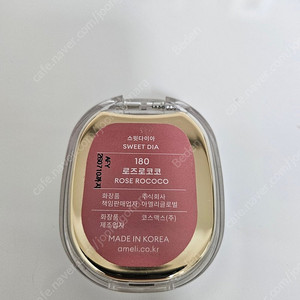 스윗다이아
SWEET DIA
180
로즈로코코
ROSE ROCOCO
화장품 주식회사
책임판매업자: 아멜리글로벌
화장품 코스맥스(주)
제조업자:
MADE IN KOREA
ameli.co.kr
AFY